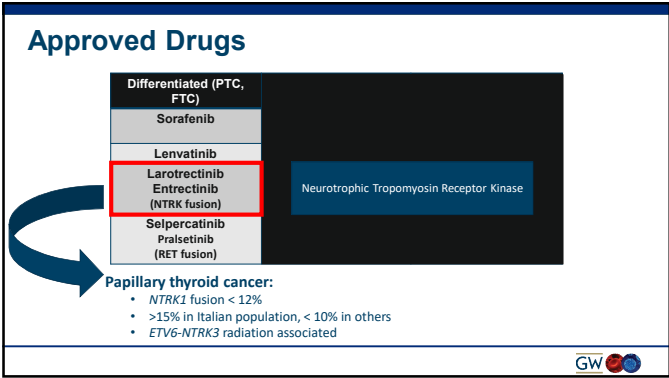 Approved Drugs
Differentiated (PTC,
FTC)
Sorafenib
Lenvatinib
Larotrectinib
Entrectinib
(NTRK fusion)
Neurotrophic Tropomyosin Receptor Kinase
Selpercatinib
Pralsetinib
(RET fusion)
Papillary thyroid cancer:
• NTRK1 fusion < 12%
• >15% in Italian population, < 10% in others
• ETV6-NTRK3 radiation associated
GW